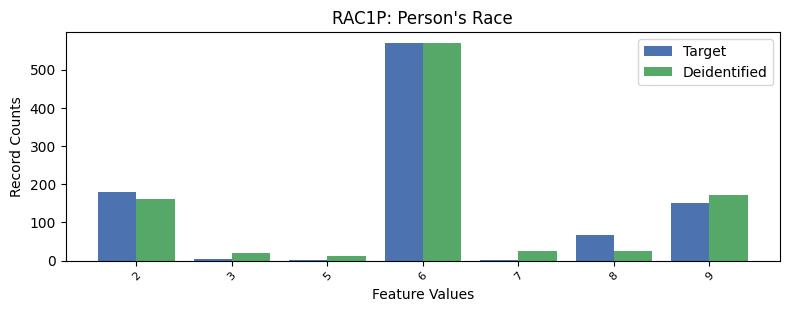 RAC1P: Person's Race
Target
Deidentified
Record Counts
500
400
300
200
100
0
2 3 5 6 7 8 9
Feature Values